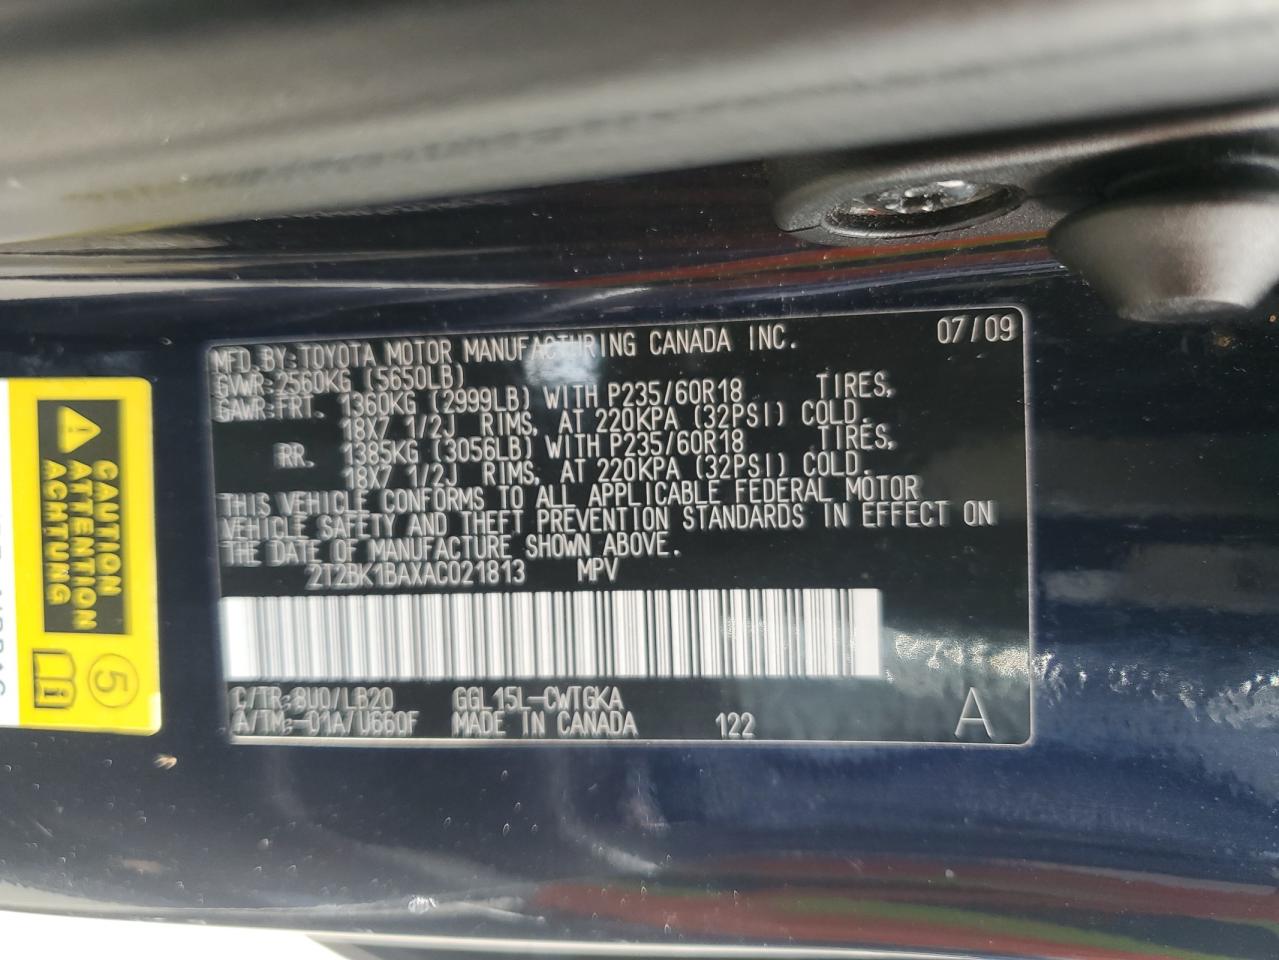 MFD.BY:TOYOTA MOTOR MANUFACTURING CANADA INC. 07/09
GVWR:2560KG (5650LB)
GAWR:FRT. 1360KG (2999LB) WITH P235/60R18 TIRES,
18X7 1/2J RIMS, AT 220KPA (32PSI) COLD.
RR. 1385KG (3056LB) WITH P235/60R18 TIRES,
18X7 1/2J RIMS, AT 220KPA (32PSI) COLD.
THIS VEHICLE CONFORMS TO ALL APPLICABLE FEDERAL MOTOR
VEHICLE SAFETY AND THEFT PREVENTION STANDARDS IN EFFECT ON
THE DATE OF MANUFACTURE SHOWN ABOVE.
2T2BK1BAXAC021813 MPV
C/TR:8U0/LB20 GGL15L-CWTGKA
A/TM:-01A/U660F MADE IN CANADA 122 A
CAUTION
ATTENTION
ACHTUNG
5